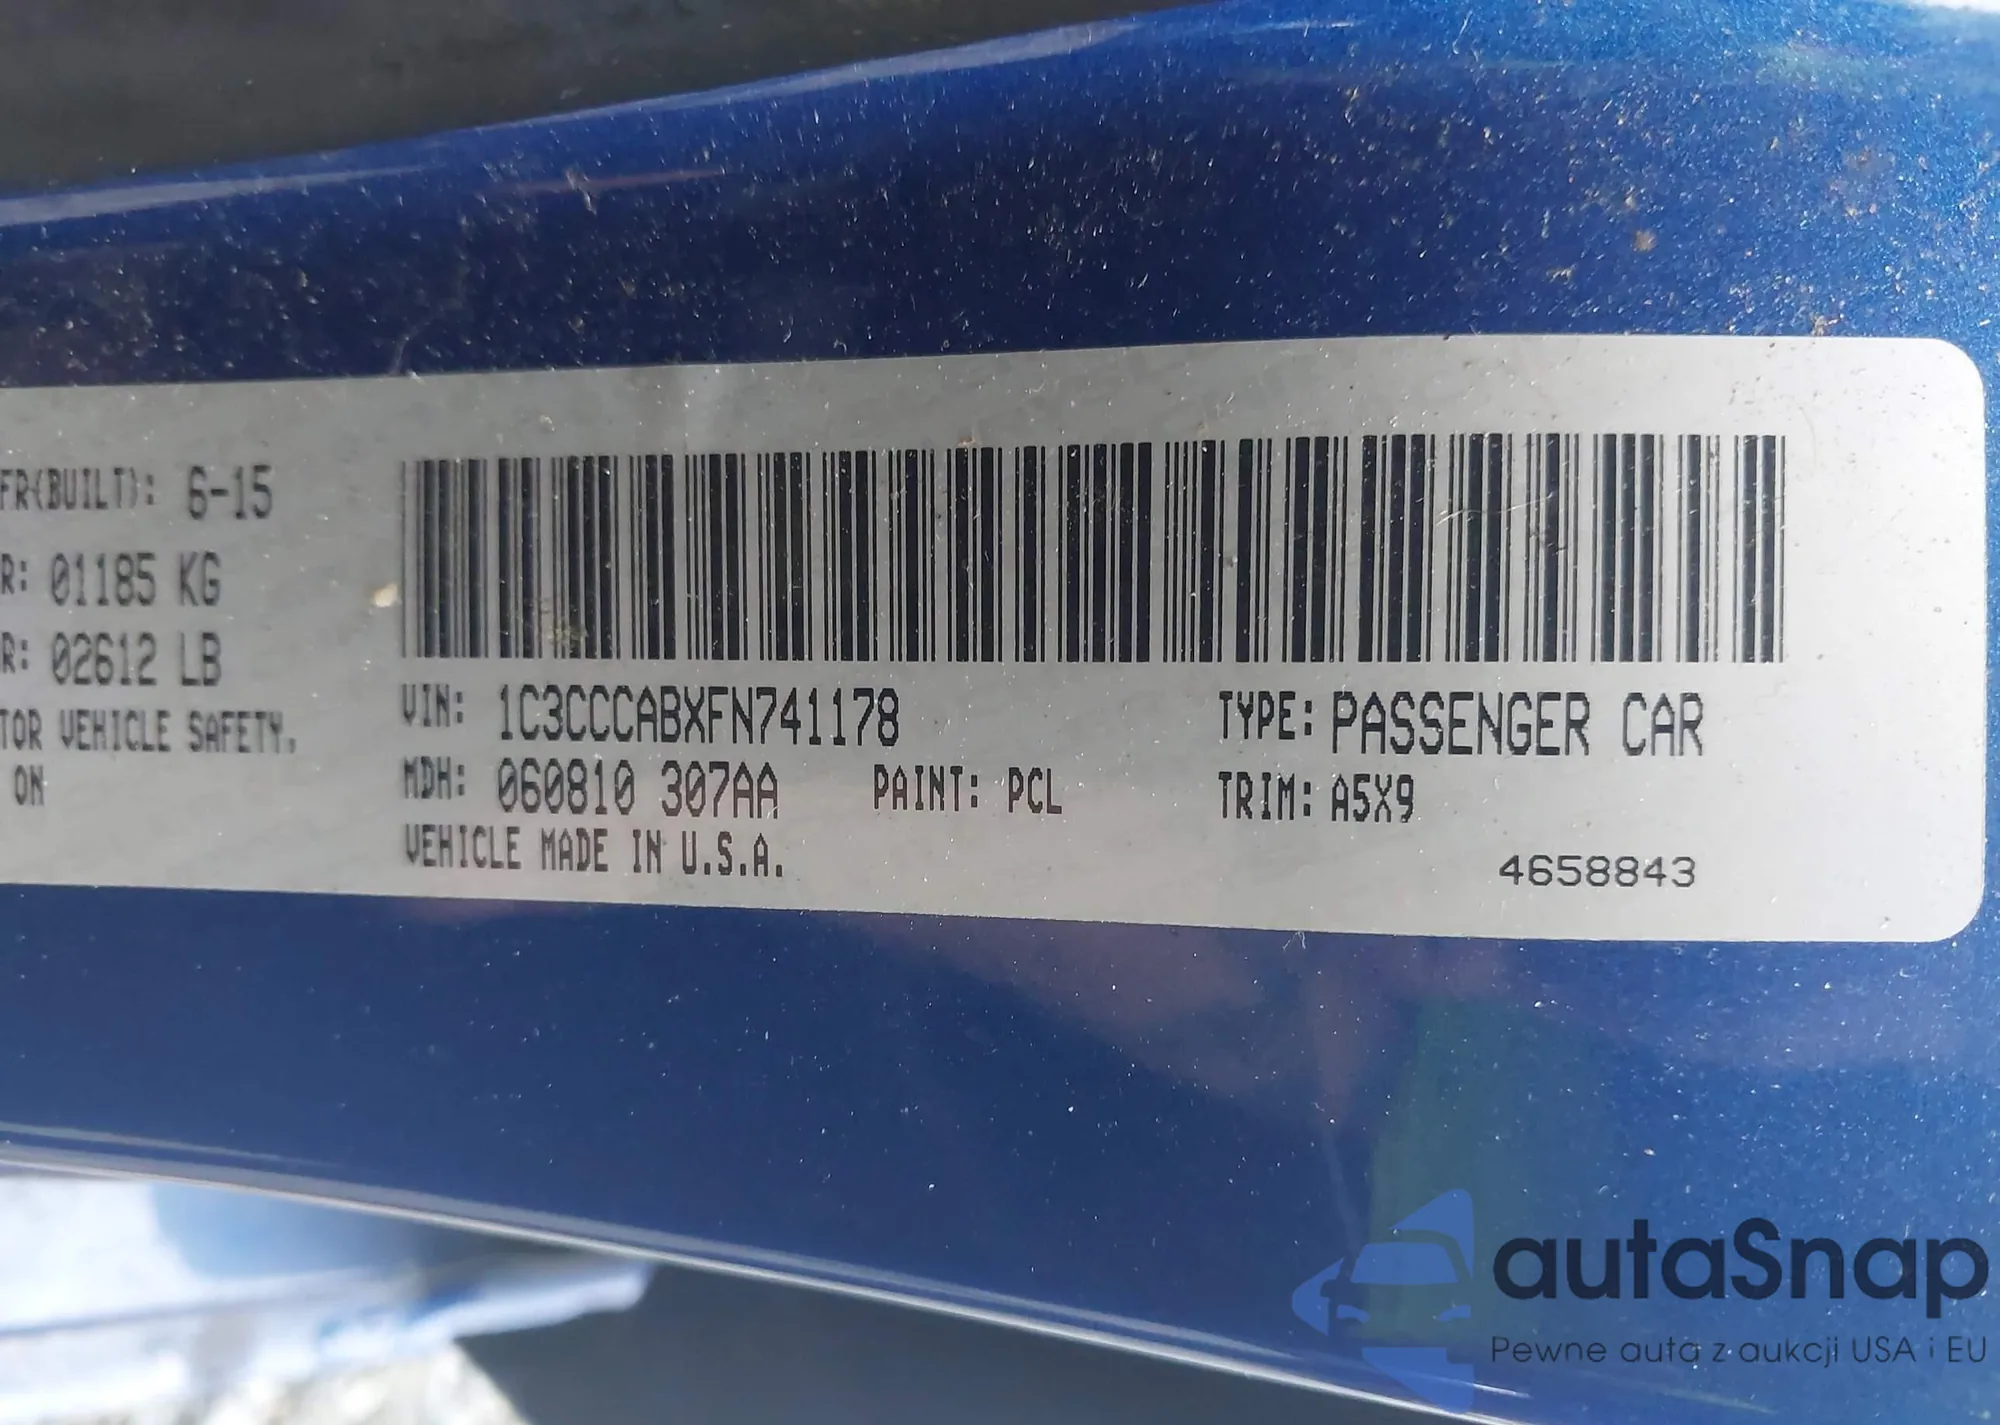 FR(BUILT): 6-15
R: 01185 KG
R: 02612 LB
TOR VEHICLE SAFETY,
ON
VIN: 1C3CCCABXFN741178
TYPE: PASSENGER CAR
MDH: 060810 307AA
PAINT: PCL
TRIM: A5X9
VEHICLE MADE IN U.S.A.
4658843
autaSnap
Pewne auta z aukcji USA i EU